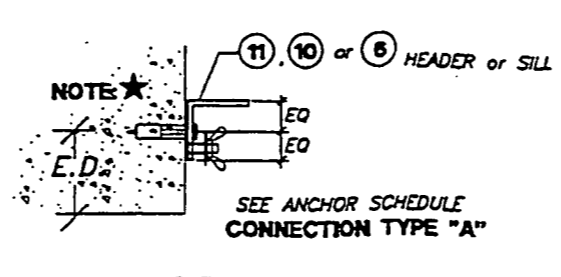 11, 10 or 5 HEADER or SILL
NOTE: ★
EQ
EQ
E.D.
SEE ANCHOR SCHEDULE
CONNECTION TYPE "A"